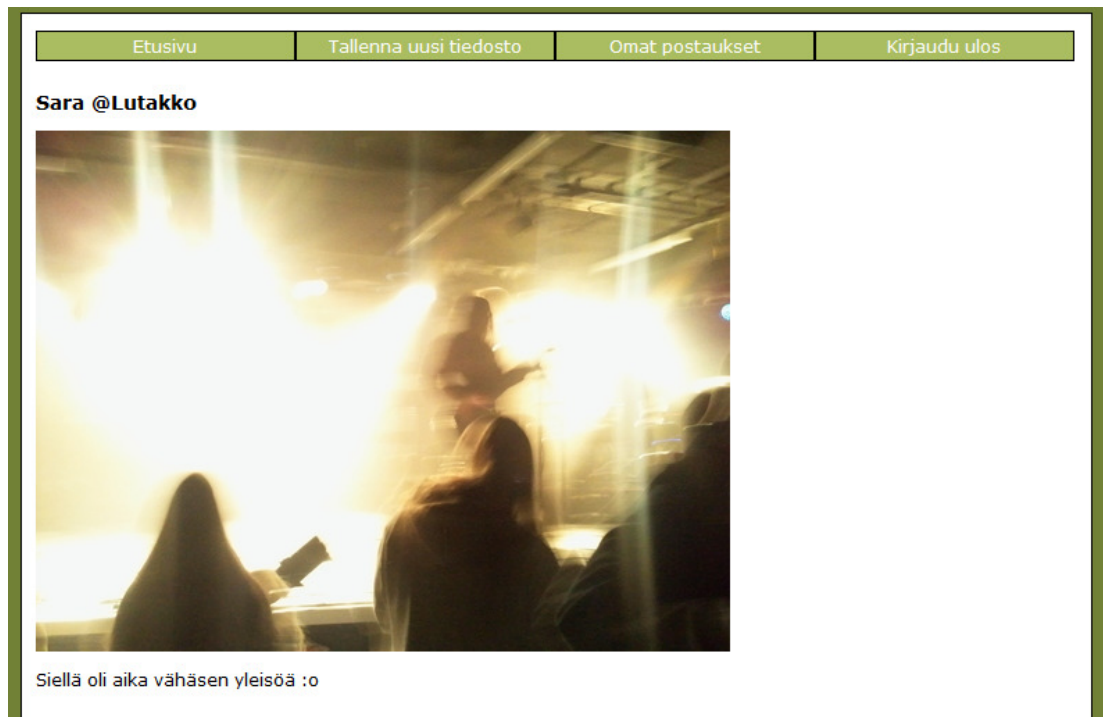 Etusivu Tallenna uusi tiedosto Omat postaukset Kirjaudu ulos
Sara @Lutakko
Siellä oli aika vähäsen yleisöä :o